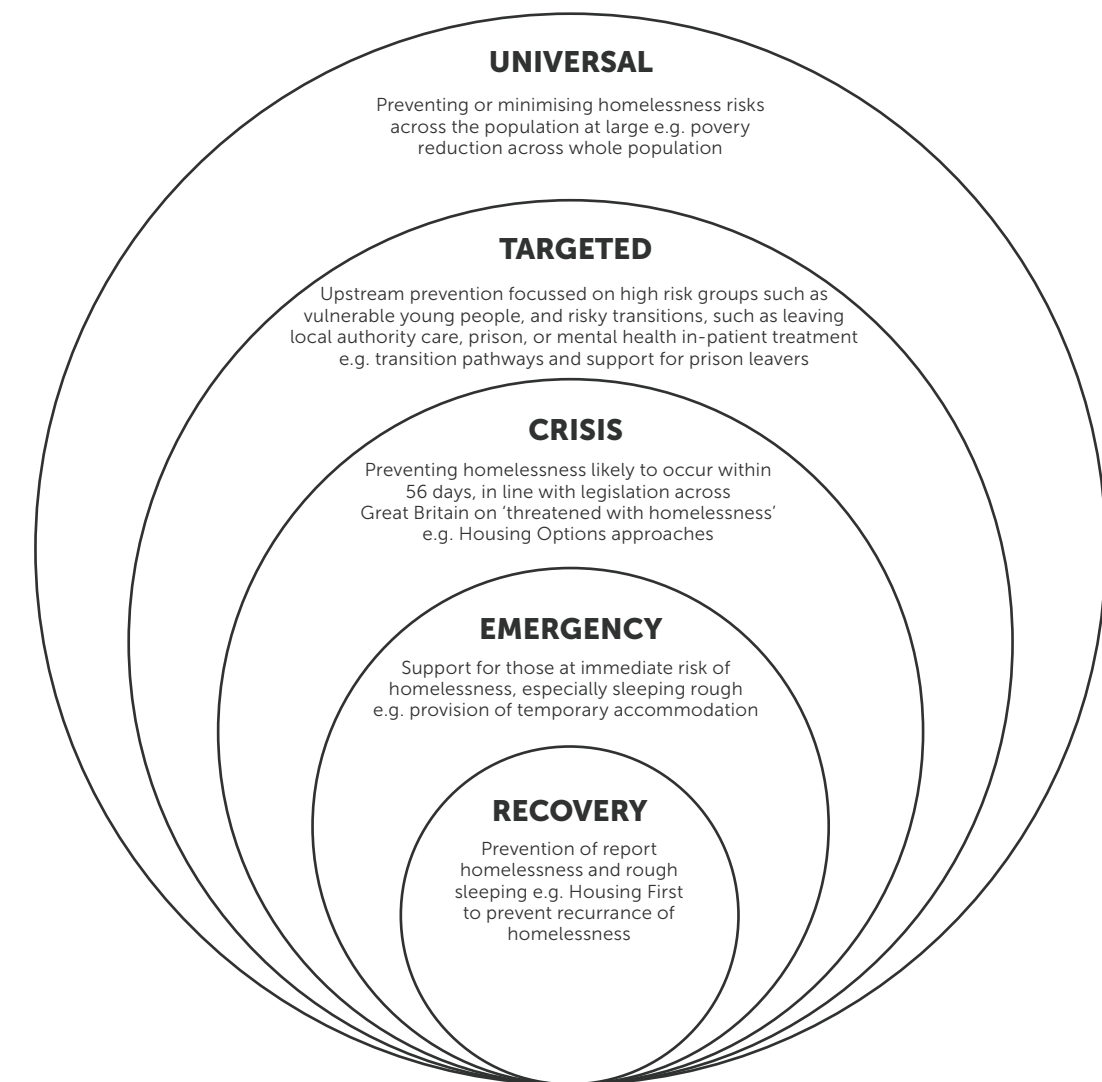 UNIVERSAL
Preventing or minimising homelessness risks
across the population at large e.g. povery
reduction across whole population
TARGETED
Upstream prevention focussed on high risk groups such as
vulnerable young people, and risky transitions, such as leaving
local authority care, prison, or mental health in-patient treatment
e.g. transition pathways and support for prison leavers
CRISIS
Preventing homelessness likely to occur within
56 days, in line with legislation across
Great Britain on ‘threatened with homelessness’
e.g. Housing Options approaches
EMERGENCY
Support for those at immediate risk of
homelessness, especially sleeping rough
e.g. provision of temporary accommodation
RECOVERY
Prevention of report
homelessness and rough
sleeping e.g. Housing First
to prevent recurrance of
homelessness